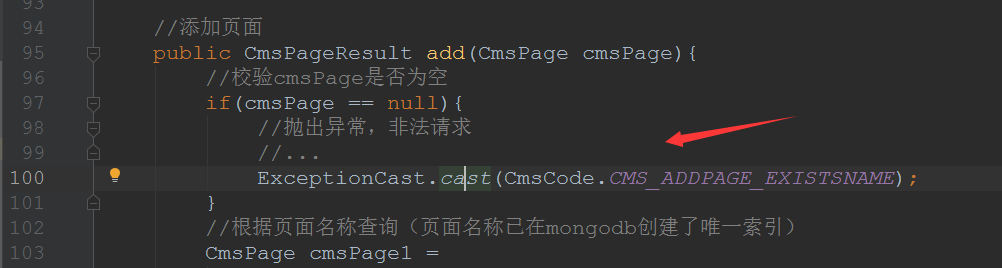 93
94 //添加页面
95 public CmsPageResult add(CmsPage cmsPage){
96 //校验cmsPage是否为空
97 if(cmsPage == null){
98 //抛出异常，非法请求
99 //...
100 ExceptionCast.cast(CmsCode.CMS_ADDPAGE_EXISTSNAME);
101 }
102 //根据页面名称查询（页面名称已在mongodb创建了唯一索引）
103 CmsPage cmsPage1 =